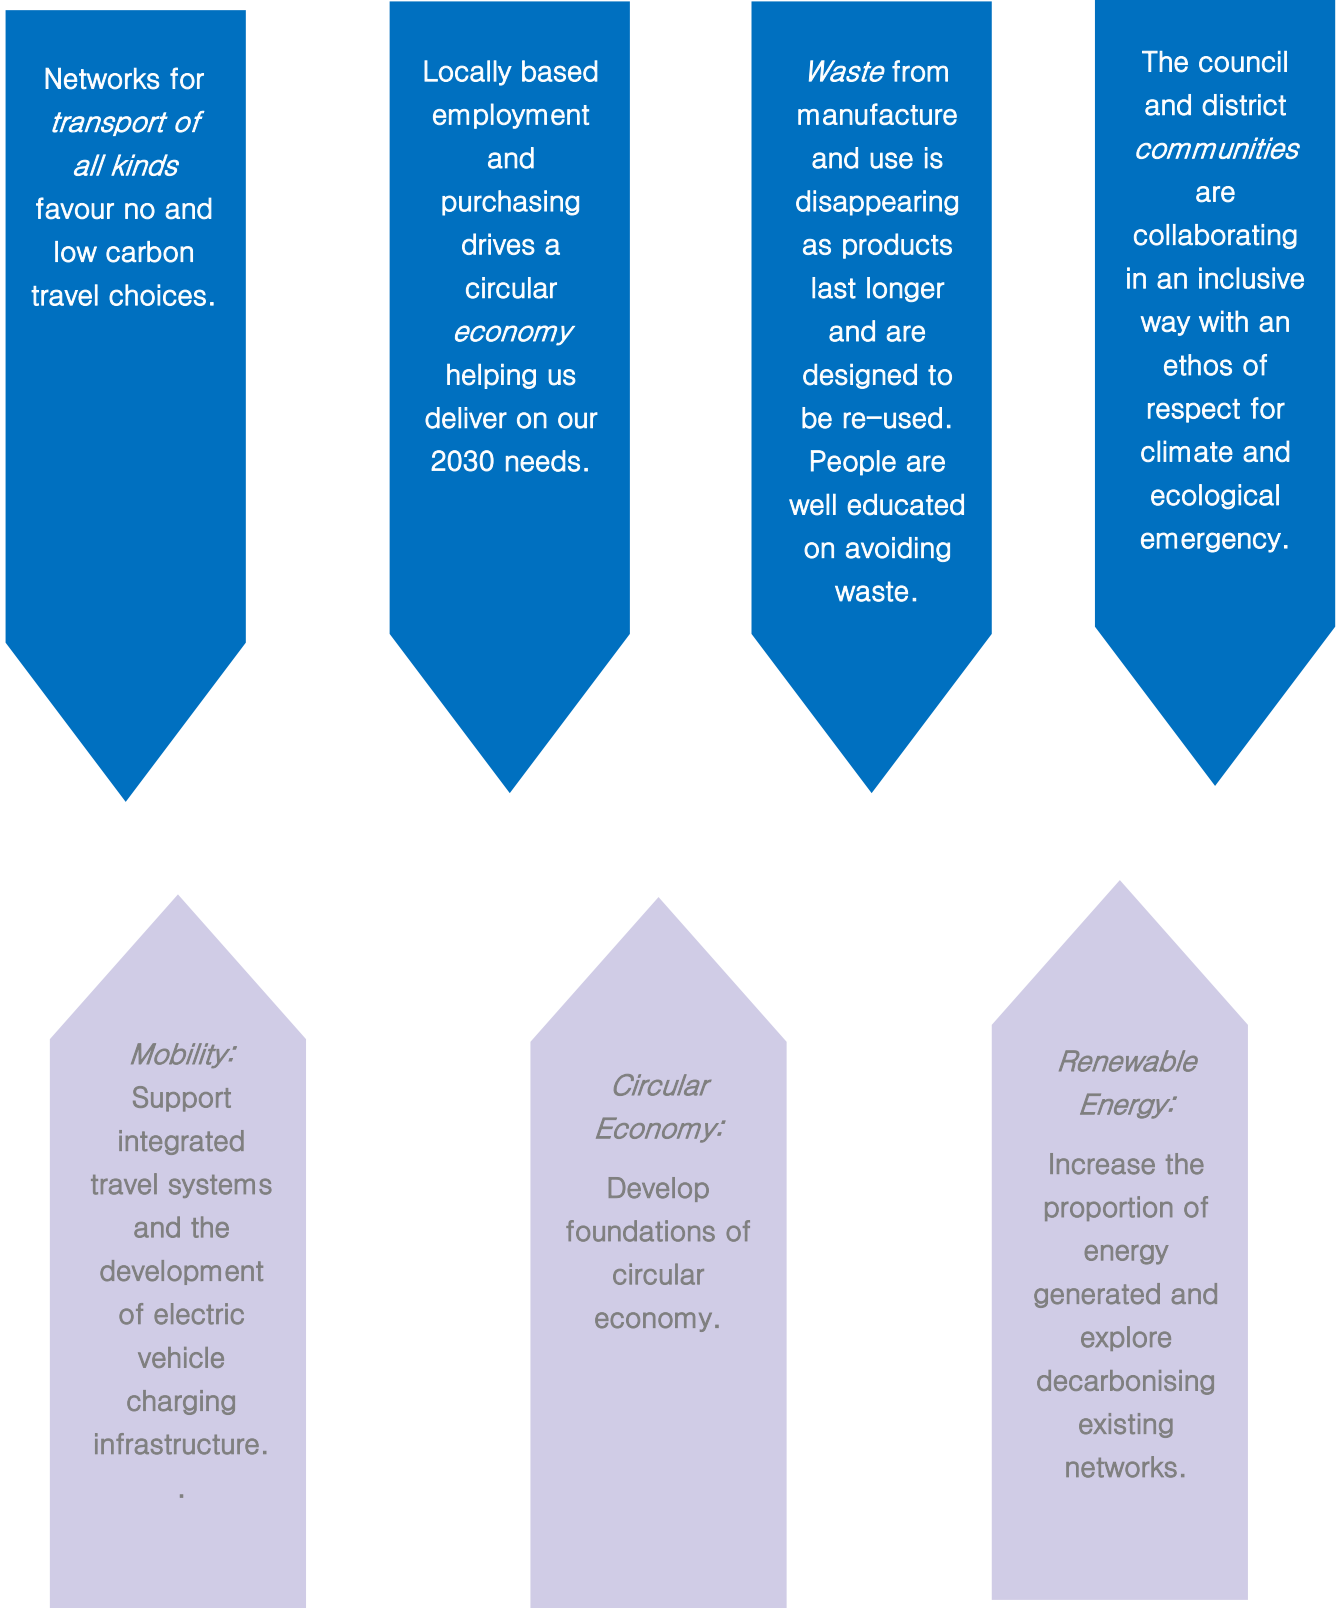 Networks for
transport of
all kinds
favour no and
low carbon
travel choices.
Locally based
employment
and
purchasing
drives a
circular
economy
helping us
deliver on our
2030 needs.
Waste from
manufacture
and use is
disappearing
as products
last longer
and are
designed to
be re-used.
People are
well educated
on avoiding
waste.
The council
and district
communities
are
collaborating
in an inclusive
way with an
ethos of
respect for
climate and
ecological
emergency.
Mobility:
Support
integrated
travel systems
and the
development
of electric
vehicle
charging
infrastructure.
.
Circular
Economy:
Develop
foundations of
circular
economy.
Renewable
Energy:
Increase the
proportion of
energy
generated and
explore
decarbonising
existing
networks.